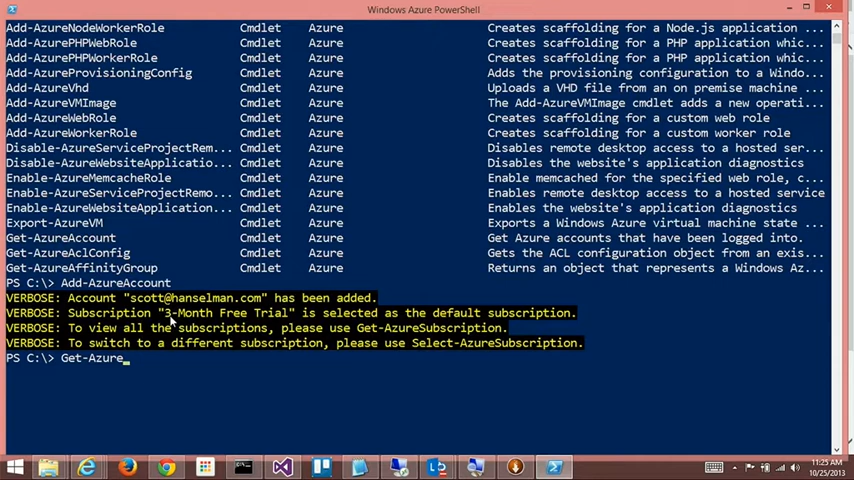 Windows Azure PowerShell
Add-AzureNodeWorkerRole Cmdlet Azure Creates scaffolding for a Node.js application ...
Add-AzurePHPWebRole Cmdlet Azure Creates scaffolding for a PHP application whic...
Add-AzurePHPWorkerRole Cmdlet Azure Creates scaffolding for a PHP application whic...
Add-AzureProvisioningConfig Cmdlet Azure Adds the provisioning configuration to a Windo...
Add-AzureVhd Cmdlet Azure Uploads a VHD file from an on premise machine ...
Add-AzureVMImage Cmdlet Azure The Add-AzureVMImage cmdlet adds a new operati...
Add-AzureWebRole Cmdlet Azure Creates scaffolding for a custom web role
Add-AzureWorkerRole Cmdlet Azure Creates scaffolding for a custom worker role
Disable-AzureServiceProjectRem... Cmdlet Azure Disables remote desktop access to a hosted ser...
Disable-AzureWebsiteApplicatio... Cmdlet Azure Disables the website's application diagnostics
Enable-AzureMemcacheRole Cmdlet Azure Enable memcached for the specified web role, c...
Enable-AzureServiceProjectRemo... Cmdlet Azure Enables remote desktop access to a hosted service
Enable-AzureWebsiteApplication... Cmdlet Azure Enables the website's application diagnostics
Export-AzureVM Cmdlet Azure Exports a Windows Azure virtual machine state ...
Get-AzureAccount Cmdlet Azure Get Azure accounts that have been logged into.
Get-AzureAclConfig Cmdlet Azure Gets the ACL configuration object from an exis...
Get-AzureAffinityGroup Cmdlet Azure Returns an object that represents a Windows Az...
PS C:\> Add-AzureAccount
VERBOSE: Account "scott@hanselman.com" has been added.
VERBOSE: Subscription "3-Month Free Trial" is selected as the default subscription.
VERBOSE: To view all the subscriptions, please use Get-AzureSubscription.
VERBOSE: To switch to a different subscription, please use Select-AzureSubscription.
PS C:\> Get-Azure_
11:25 AM
10/25/2013